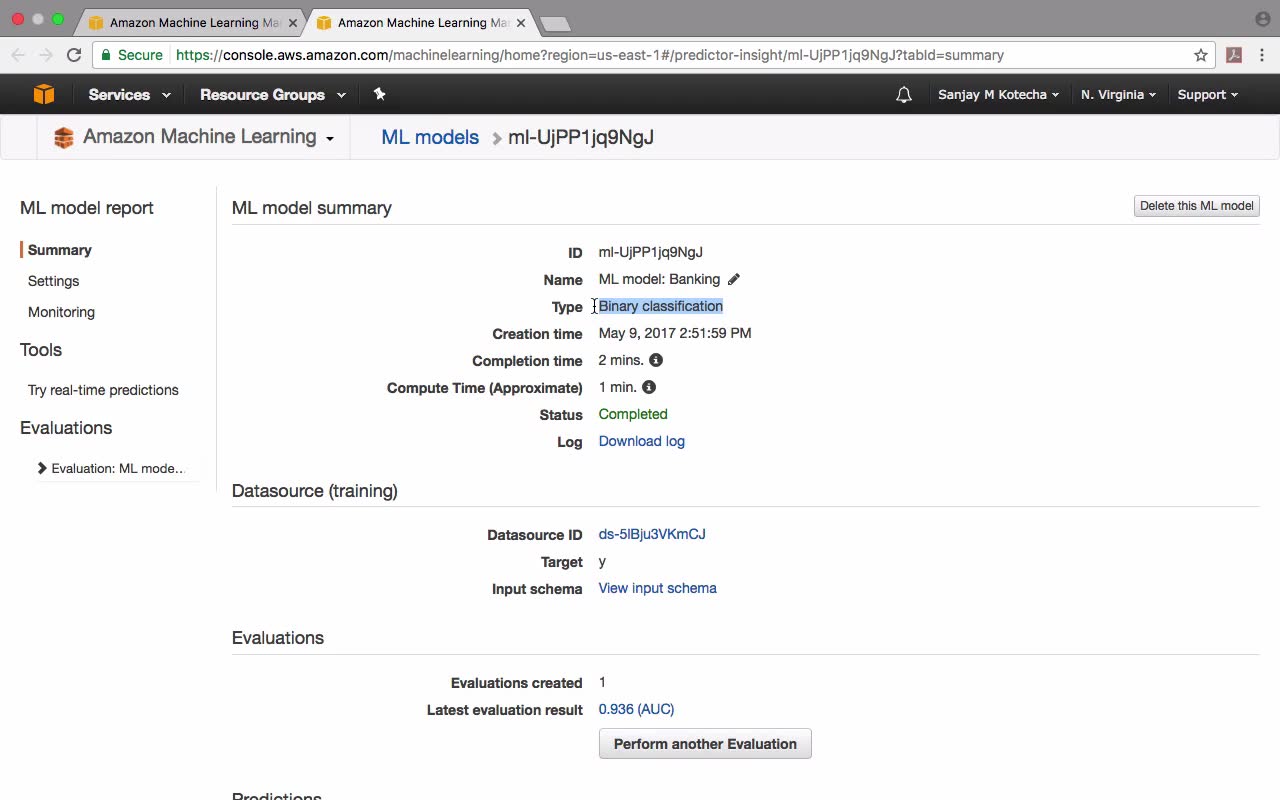 Amazon Machine Learning Ma
Amazon Machine Learning Ma
Secure https://console.aws.amazon.com/machinelearning/home?region=us-east-1#/predictor-insight/ml-UjPP1jq9NgJ?tabId=summary
Services Resource Groups Sanjay M Kotecha N. Virginia Support
Amazon Machine Learning ML models ml-UjPP1jq9NgJ
ML model report
Summary
Settings
Monitoring
Tools
Try real-time predictions
Evaluations
Evaluation: ML mode...
ML model summary Delete this ML model
ID ml-UjPP1jq9NgJ
Name ML model: Banking
Type Binary classification
Creation time May 9, 2017 2:51:59 PM
Completion time 2 mins.
Compute Time (Approximate) 1 min.
Status Completed
Log Download log
Datasource (training)
Datasource ID ds-5lBju3VKmCJ
Target y
Input schema View input schema
Evaluations
Evaluations created 1
Latest evaluation result 0.936 (AUC)
Perform another Evaluation
Predictions